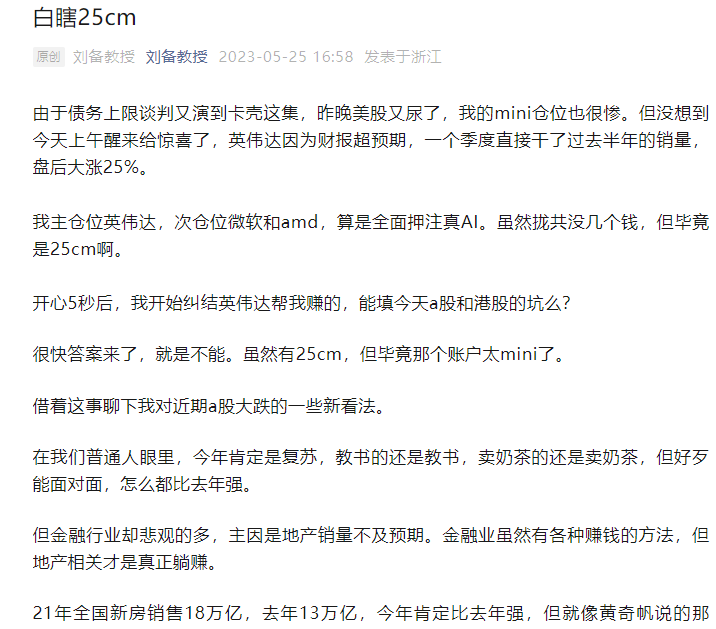 白瞎25cm
原创 刘备教授 刘备教授 2023-05-25 16:58 发表于浙江
由于债务上限谈判又演到卡壳这集，昨晚美股又尿了，我的mini仓位也很惨。但没想到
今天上午醒来给惊喜了，英伟达因为财报超预期，一个季度直接干了过去半年的销量，
盘后大涨25%。
我主仓位英伟达，次仓位微软和amd，算是全面押注真AI。虽然拢共没几个钱，但毕竟
是25cm啊。
开心5秒后，我开始纠结英伟达帮我赚的，能填今天a股和港股的坑么？
很快答案来了，就是不能。虽然有25cm，但毕竟那个账户太mini了。
借着这事聊下我对近期a股大跌的一些新看法。
在我们普通人眼里，今年肯定是复苏，教书的还是教书，卖奶茶的还是卖奶茶，但好歹
能面对面，怎么都比去年强。
但金融行业却悲观的多，主因是地产销量不及预期。金融业虽然有各种赚钱的方法，但
地产相关才是真正躺赚。
21年全国新房销售18万亿，去年13万亿，今年肯定比去年强，但就像黄奇帆说的那